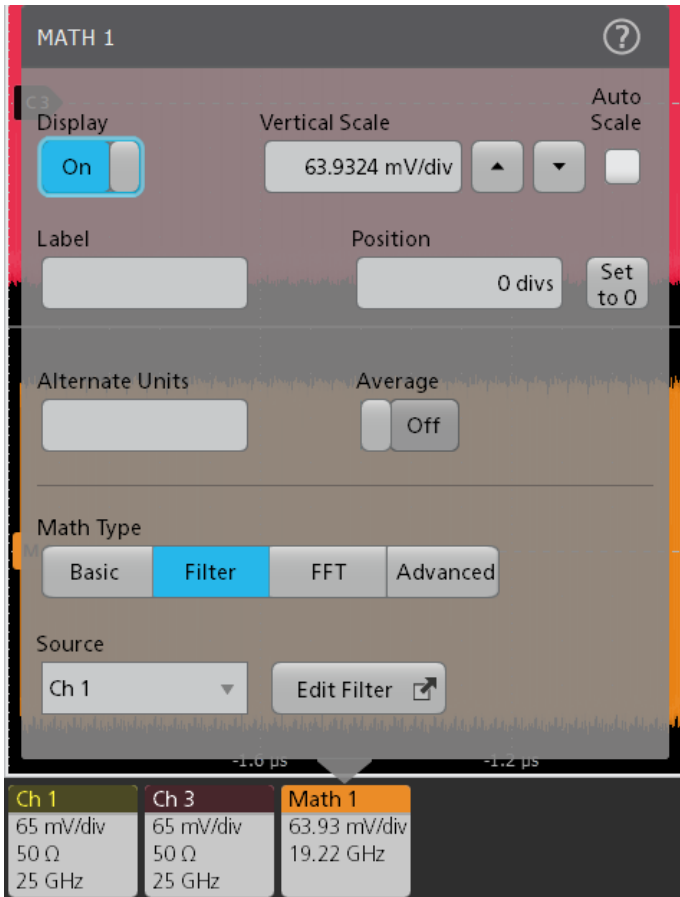 MATH 1
?
C3
Auto
Display Vertical Scale Scale
On 63.9324 mV/div
Label Position
0 divs Set
to 0
Alternate Units Average
Off
Math Type
M
Basic Filter FFT Advanced
Source
Ch 1 Edit Filter
-1.6 µs -1.2 µs
Ch 1 Ch 3 Math 1
65 mV/div 65 mV/div 63.93 mV/div
50 Ω 50 Ω 19.22 GHz
25 GHz 25 GHz